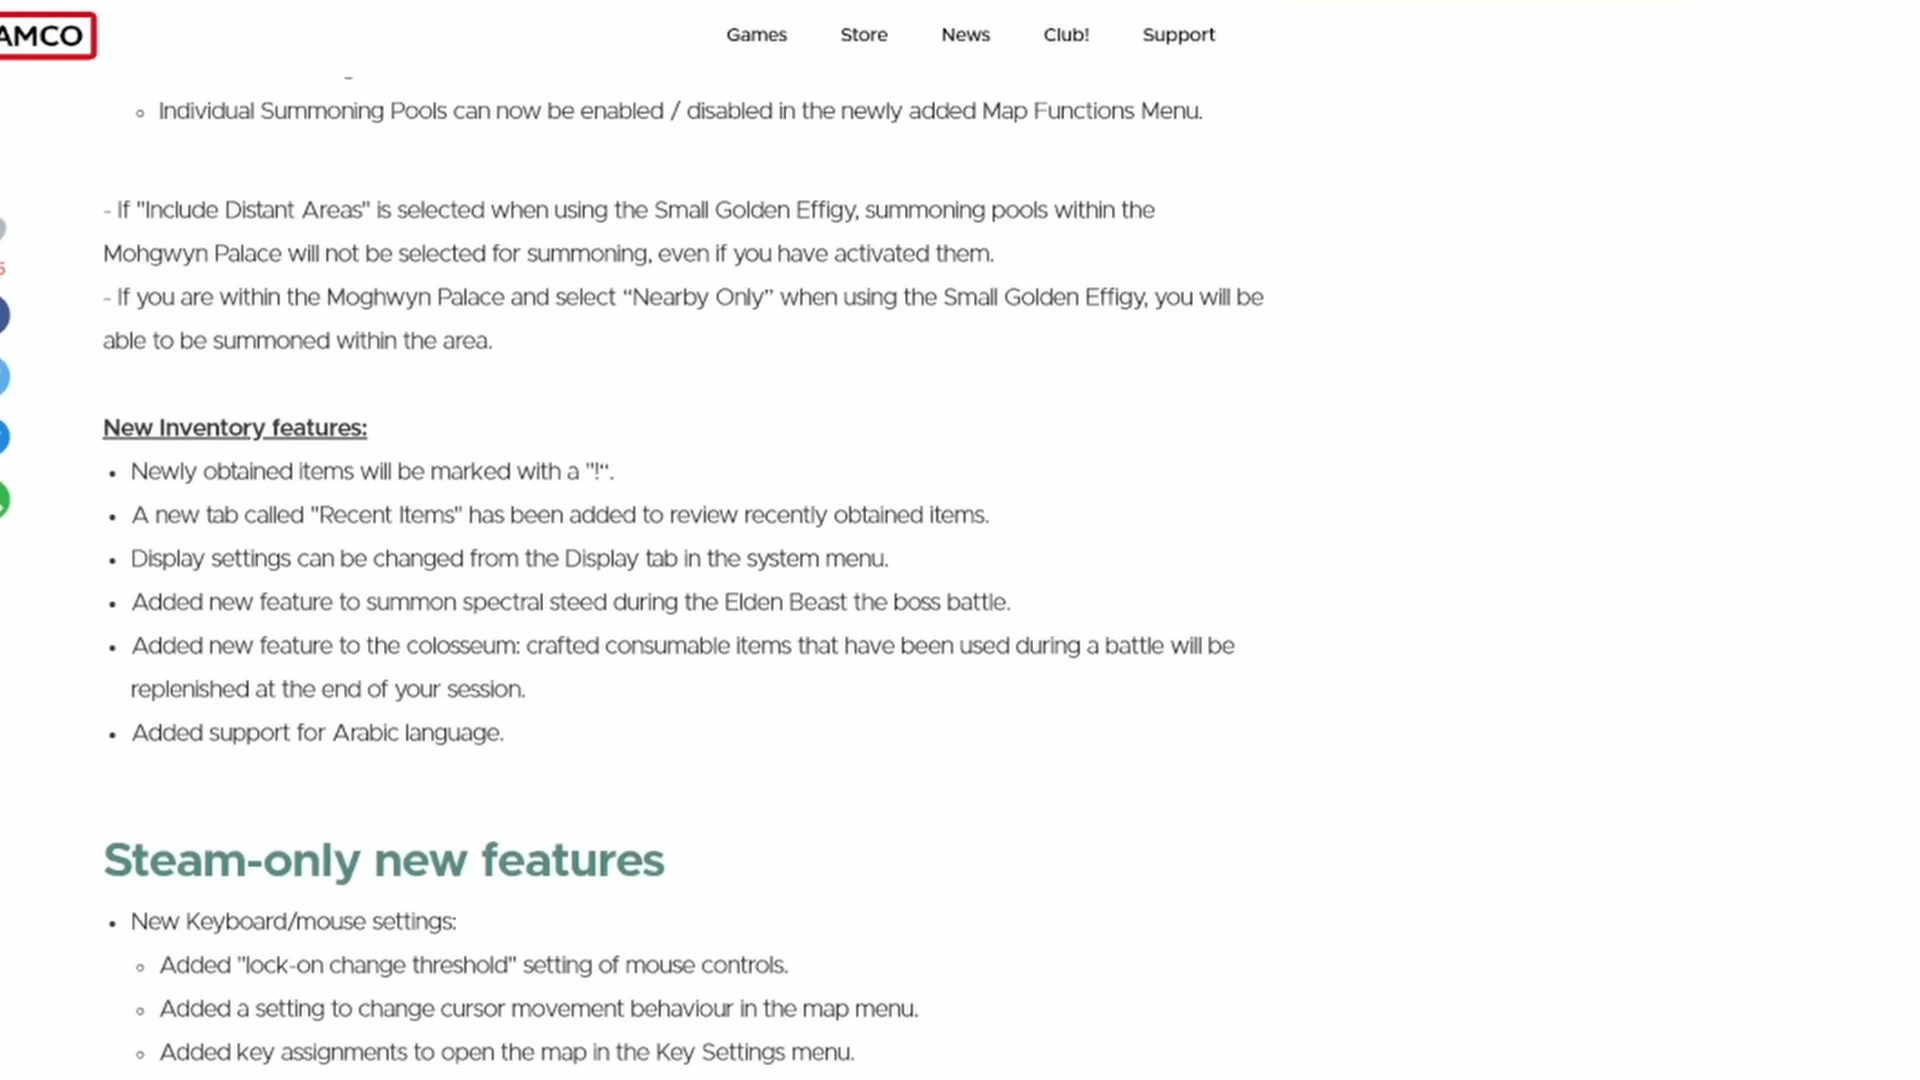 AMCO
Games
Store
News
Club!
Support
Individual Summoning Pools can now be enabled / disabled in the newly added Map Functions Menu.
- If "Include Distant Areas" is selected when using the Small Golden Effigy, summoning pools within the
Mohgwyn Palace will not be selected for summoning, even if you have activated them.
- If you are within the Moghwyn Palace and select “Nearby Only” when using the Small Golden Effigy, you will be
able to be summoned within the area.
New Inventory features:
• Newly obtained items will be marked with a "!“.
• A new tab called "Recent Items" has been added to review recently obtained items.
• Display settings can be changed from the Display tab in the system menu.
• Added new feature to summon spectral steed during the Elden Beast the boss battle.
• Added new feature to the colosseum: crafted consumable items that have been used during a battle will be
replenished at the end of your session.
• Added support for Arabic language.
Steam-only new features
• New Keyboard/mouse settings:
Added "lock-on change threshold" setting of mouse controls.
Added a setting to change cursor movement behaviour in the map menu.
Added key assignments to open the map in the Key Settings menu.